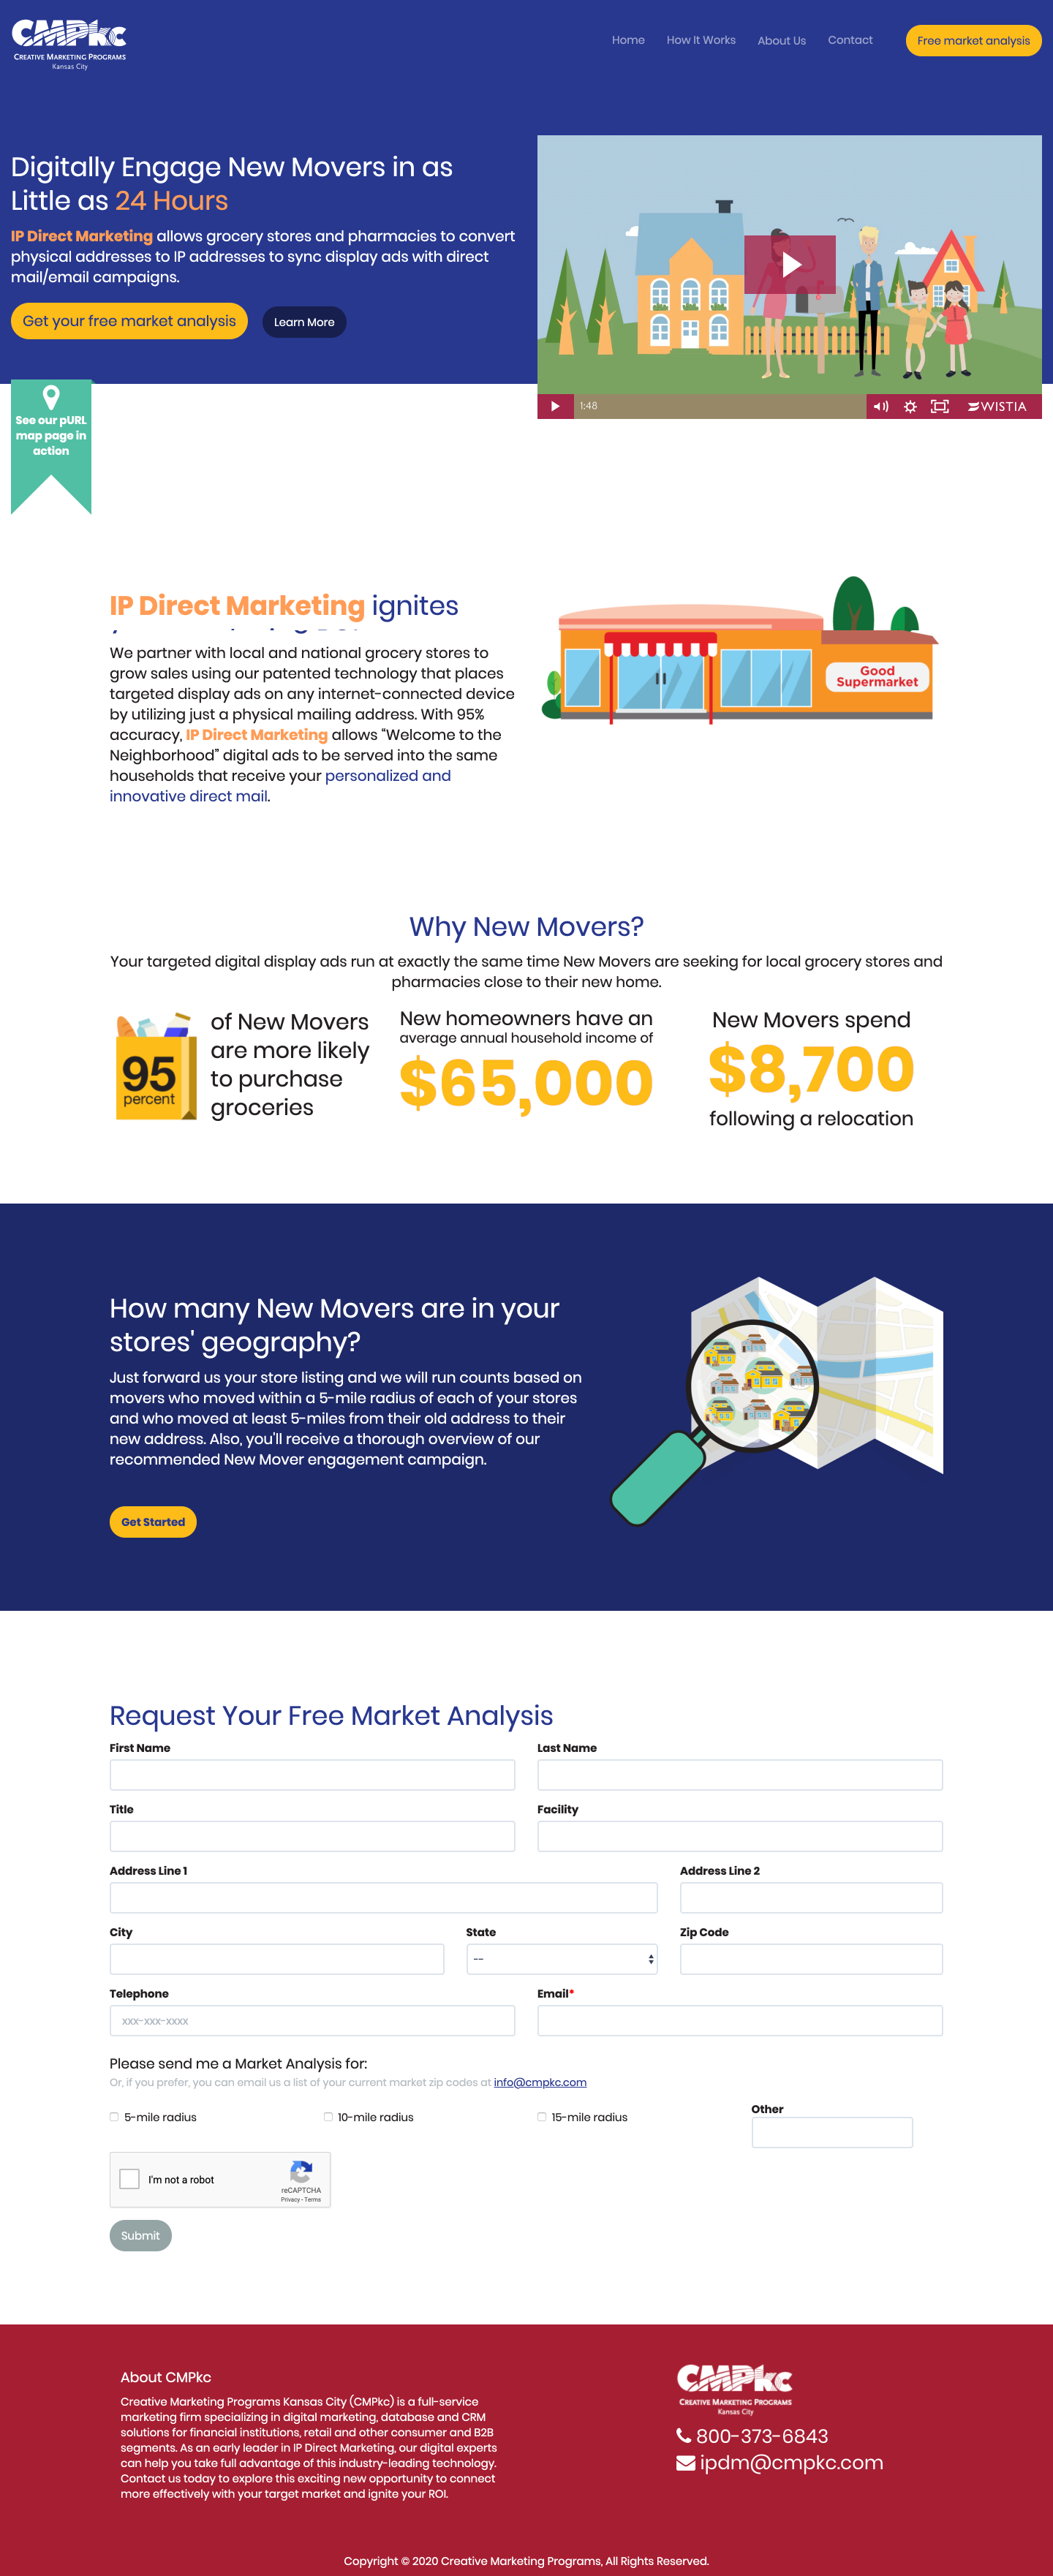 CMPkc
CREATIVE MARKETING PROGRAMS
Kansas City
Home How It Works About Us Contact Free market analysis
Digitally Engage New Movers in as
Little as 24 Hours
IP Direct Marketing allows grocery stores and pharmacies to convert
physical addresses to IP addresses to sync display ads with direct
mail/email campaigns.
Get your free market analysis Learn More
1:48
WISTIA
See our pURL
map page in
action
IP Direct Marketing ignites
We partner with local and national grocery stores to
grow sales using our patented technology that places
targeted display ads on any internet-connected device
by utilizing just a physical mailing address. With 95%
accuracy, IP Direct Marketing allows “Welcome to the
Neighborhood” digital ads to be served into the same
households that receive your personalized and
innovative direct mail.
Good
Supermarket
Why New Movers?
Your targeted digital display ads run at exactly the same time New Movers are seeking for local grocery stores and
pharmacies close to their new home.
95
percent
of New Movers
are more likely
to purchase
groceries
New homeowners have an
average annual household income of
$65,000
New Movers spend
$8,700
following a relocation
How many New Movers are in your
stores' geography?
Just forward us your store listing and we will run counts based on
movers who moved within a 5-mile radius of each of your stores
and who moved at least 5-miles from their old address to their
new address. Also, you'll receive a thorough overview of our
recommended New Mover engagement campaign.
Get Started
Request Your Free Market Analysis
First Name Last Name
Title Facility
Address Line 1 Address Line 2
City State Zip Code
--
Telephone Email*
xxx-xxx-xxxx
Please send me a Market Analysis for:
Or, if you prefer, you can email us a list of your current market zip codes at info@cmpkc.com
5-mile radius 10-mile radius 15-mile radius Other
I'm not a robot
reCAPTCHA
Privacy - Terms
Submit
About CMPkc
Creative Marketing Programs Kansas City (CMPkc) is a full-service
marketing firm specializing in digital marketing, database and CRM
solutions for financial institutions, retail and other consumer and B2B
segments. As an early leader in IP Direct Marketing, our digital experts
can help you take full advantage of this industry-leading technology.
Contact us today to explore this exciting new opportunity to connect
more effectively with your target market and ignite your ROI.
CMPkc
CREATIVE MARKETING PROGRAMS
Kansas City
800-373-6843
ipdm@cmpkc.com
Copyright © 2020 Creative Marketing Programs, All Rights Reserved.